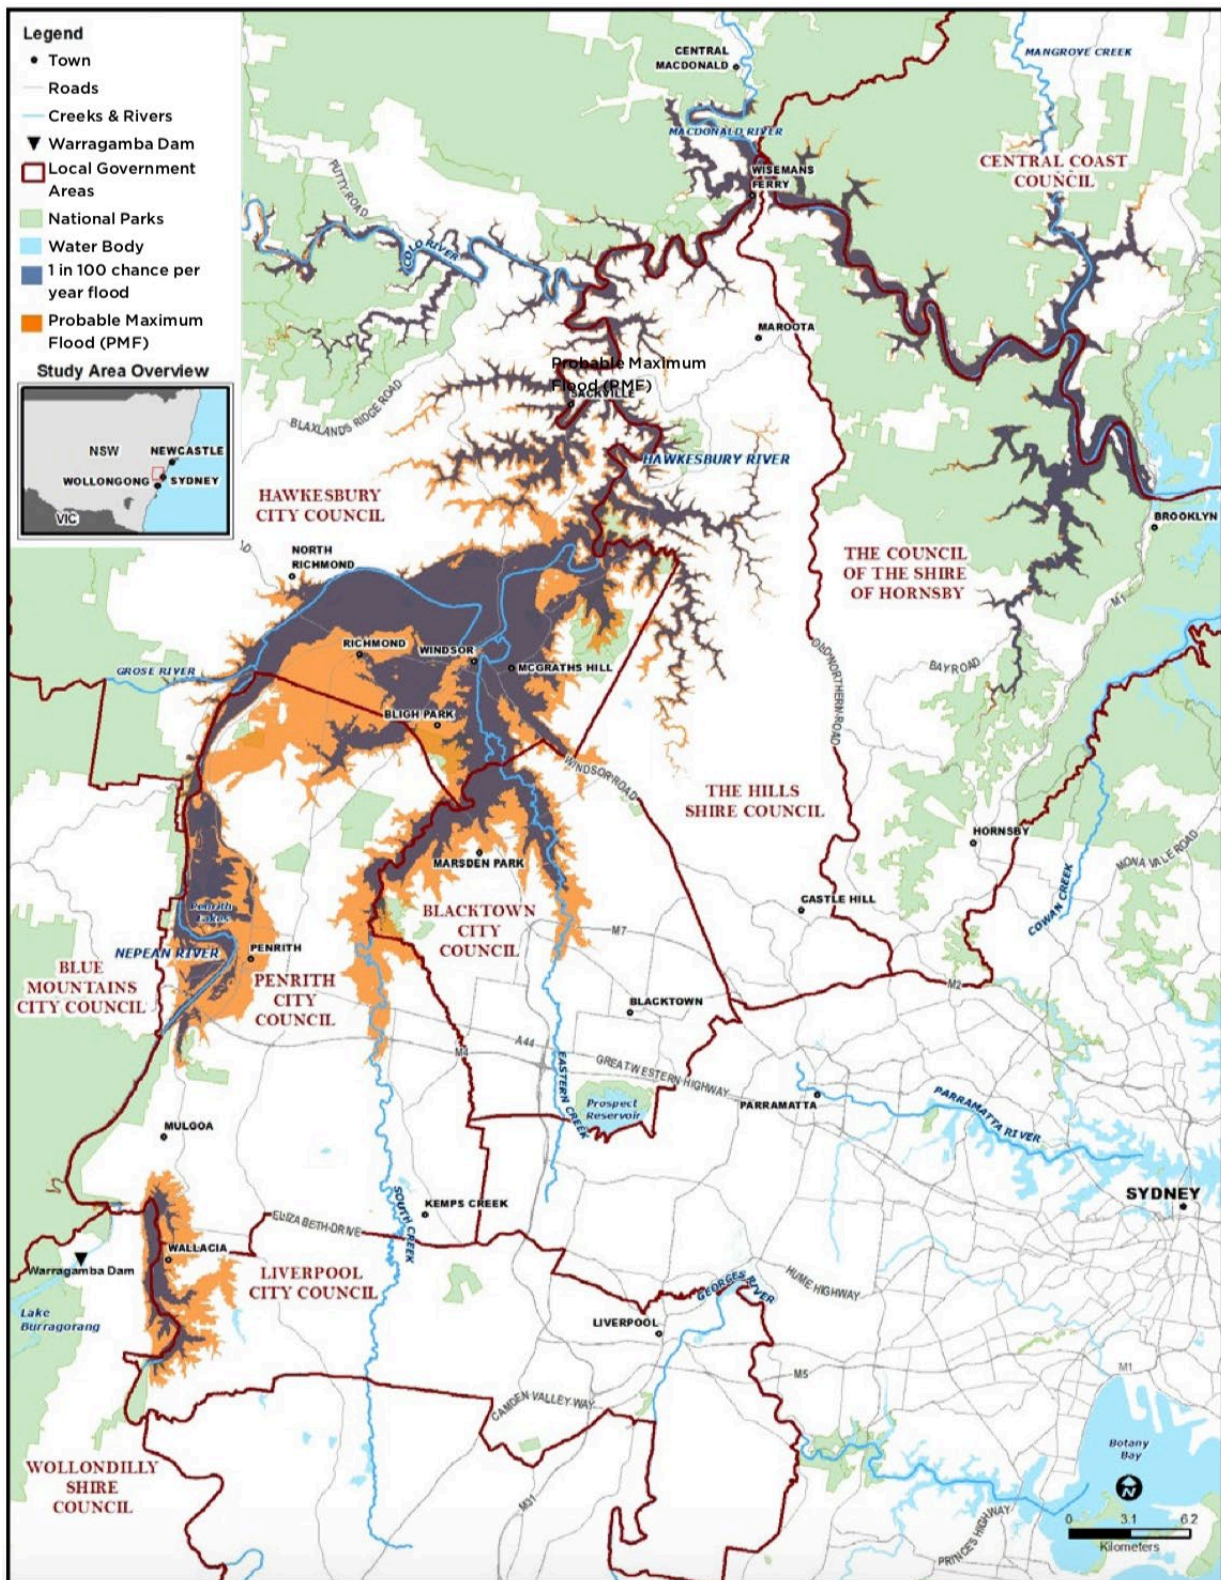 Legend
Town
Roads
Creeks & Rivers
Warragamba Dam
Local Government
Areas
National Parks
Water Body
1 in 100 chance per
year flood
Probable Maximum
Flood (PMF)
Study Area Overview
NSW
NEWCASTLE
WOLLONGONG
SYDNEY
VIC
CENTRAL
MACDONALD
MANGROVE CREEK
MACDONALD RIVER
CENTRAL COAST
COUNCIL
WISEMANS
FERRY
PUTTY ROAD
COLO RIVER
MAROOTA
Probable Maximum
Flood (PMF)
SACKVILLE
BLAXLANDS RIDGE ROAD
HAWKESBURY RIVER
HAWKESBURY
CITY COUNCIL
BROOKLYN
NORTH
RICHMOND
THE COUNCIL
OF THE SHIRE
OF HORNSBY
M1
RICHMOND
WINDSOR
MCGRATHS HILL
GROSE RIVER
BAY ROAD
OLD NORTHERN ROAD
BLIGH PARK
WINDSOR ROAD
THE HILLS
SHIRE COUNCIL
HORNSBY
MONA VALE ROAD
MARSDEN PARK
CASTLE HILL
COWAN CREEK
Penrith
Lakes
BLACKTOWN
CITY
COUNCIL
M7
NEPEAN RIVER
PENRITH
BLUE
MOUNTAINS
CITY COUNCIL
PENRITH
CITY
COUNCIL
M2
BLACKTOWN
A44
M4
GREAT WESTERN HIGHWAY
EASTERN CREEK
Prospect
Reservoir
PARRAMATTA
PARRAMATTA RIVER
MULGOA
SYDNEY
KEMPS CREEK
SOUTH CREEK
ELIZABETH DRIVE
WALLACIA
Warragamba Dam
LIVERPOOL
CITY COUNCIL
HUME HIGHWAY
GEORGES RIVER
Lake
Burragorang
LIVERPOOL
M5
M1
CAMDEN VALLEY WAY
Botany
Bay
WOLLONDILLY
SHIRE
COUNCIL
M31
N
PRINCES HIGHWAY
0 3.1 6.2
Kilometers